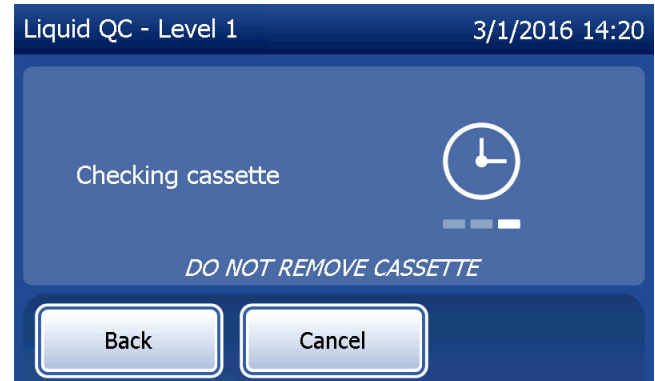 Liquid QC - Level 1 3/1/2016 14:20
Checking cassette
DO NOT REMOVE CASSETTE
Back Cancel